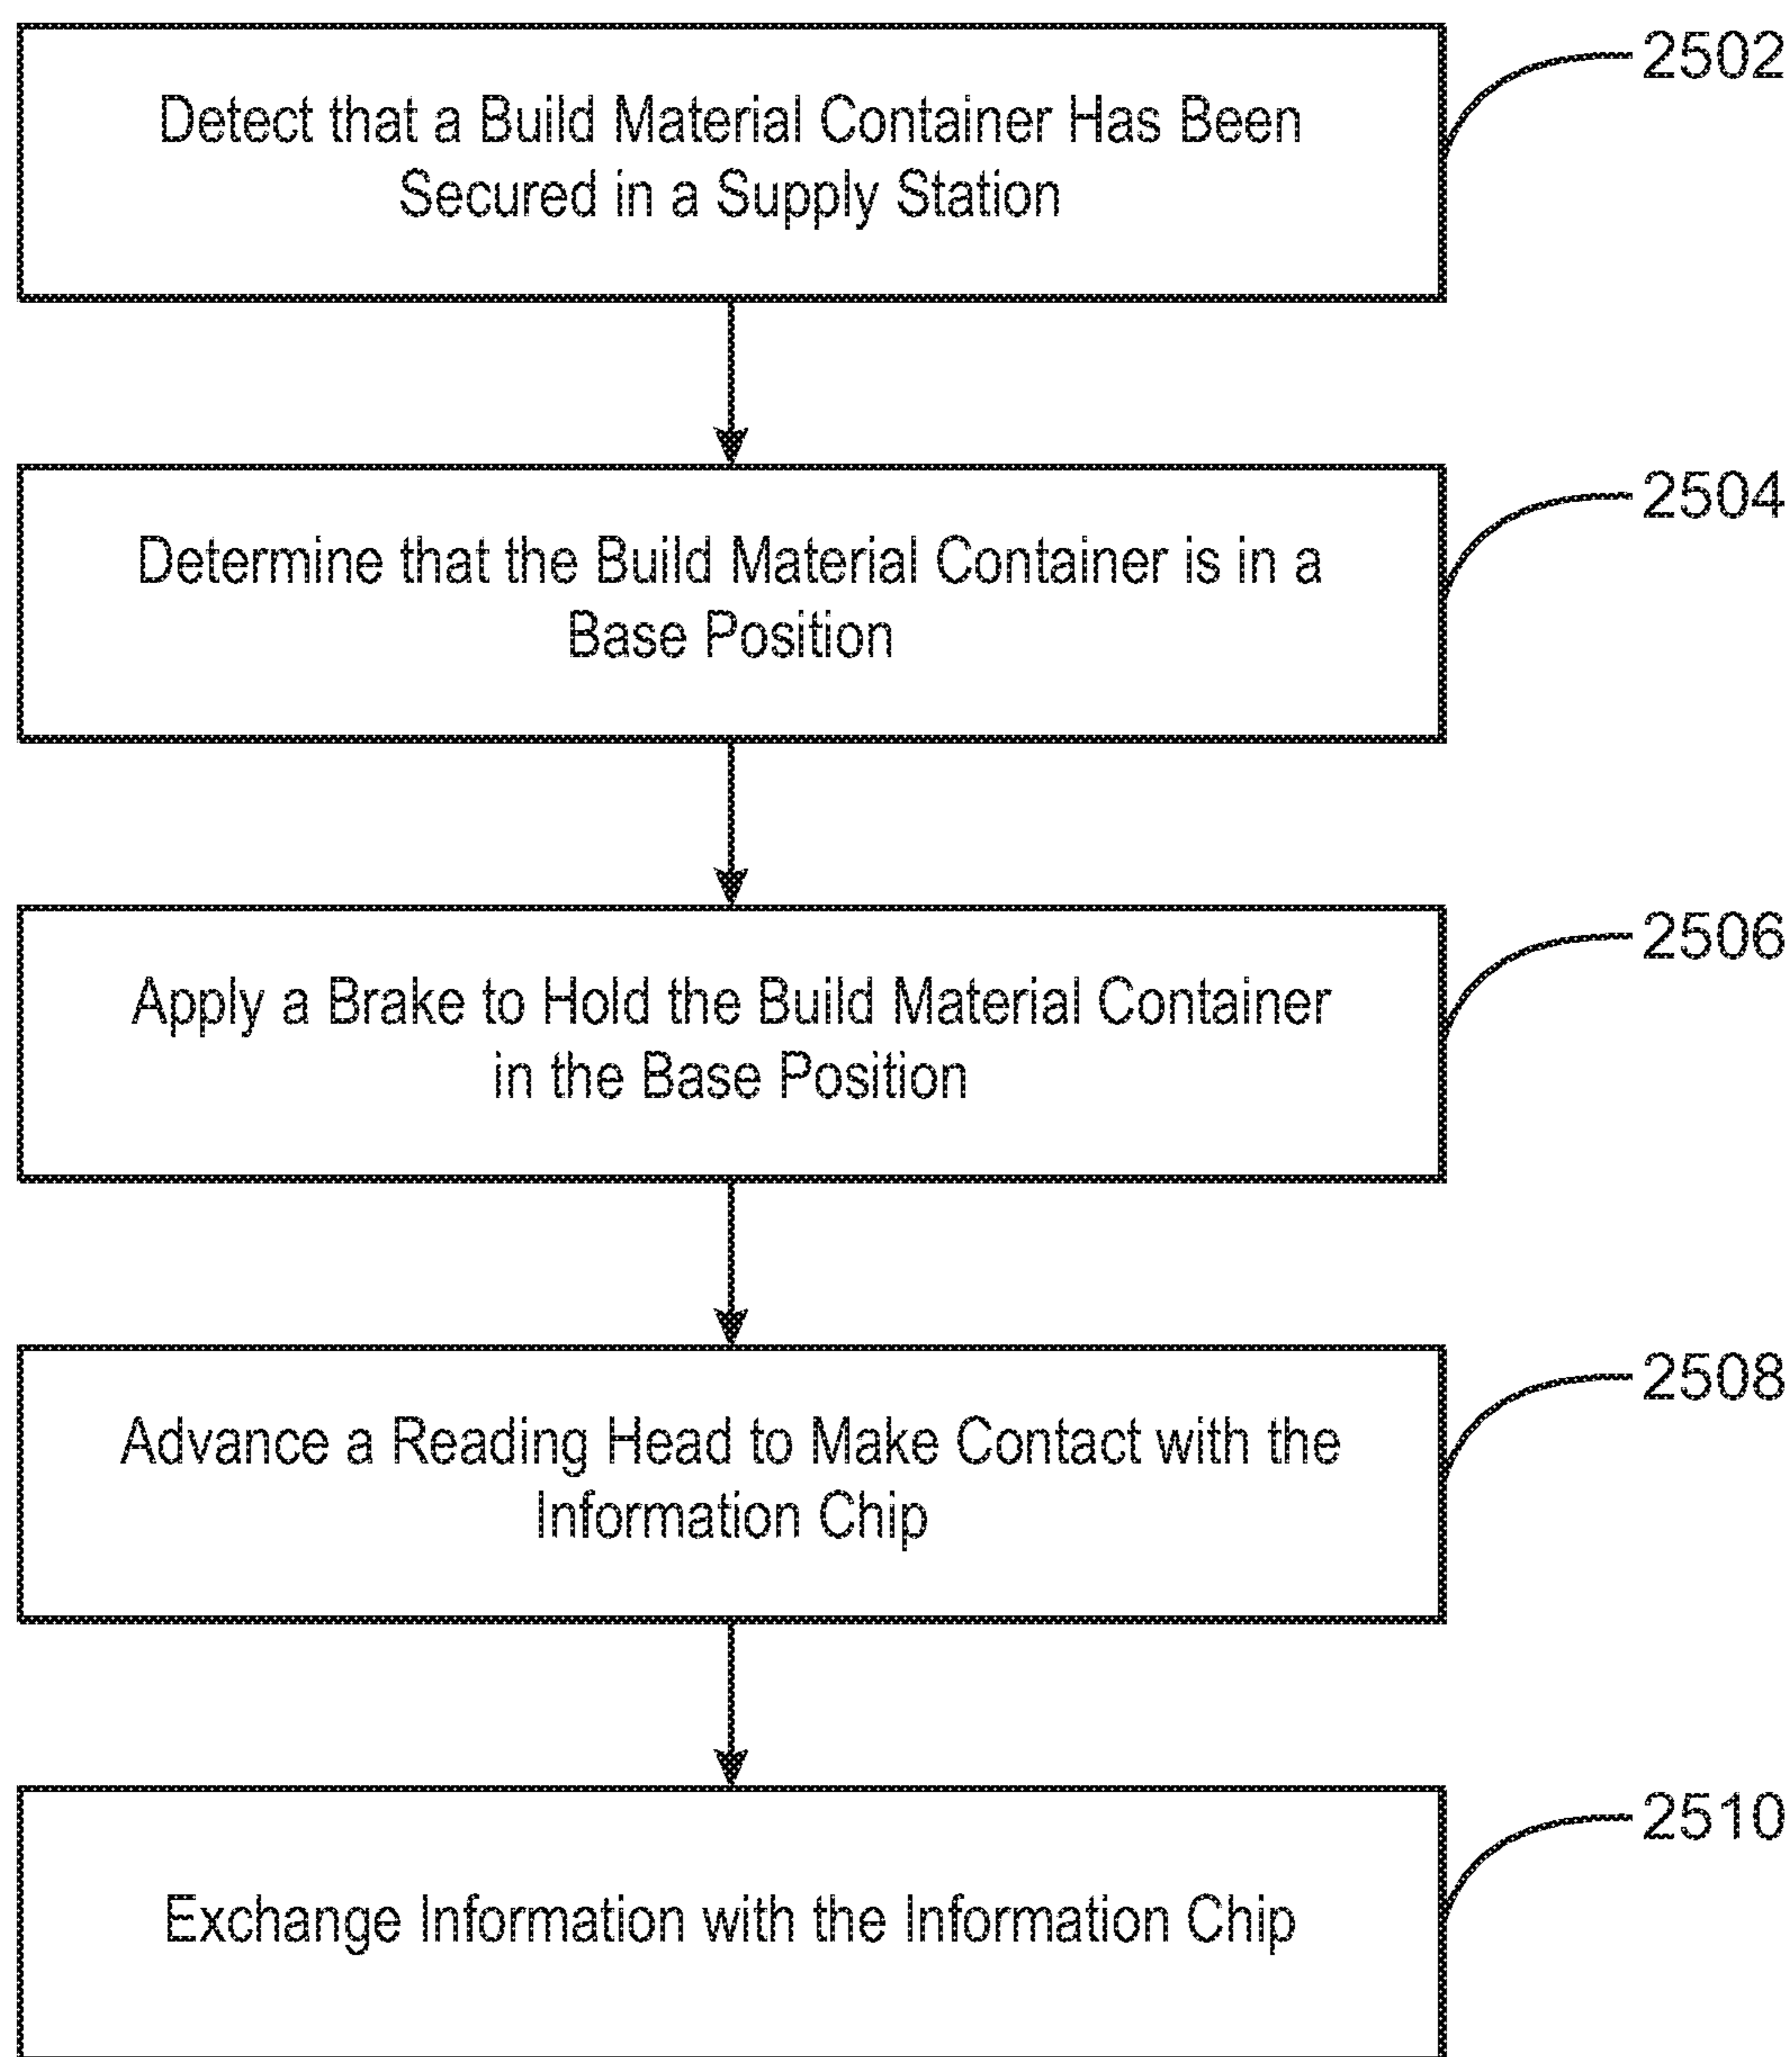 2502
Detect that a Build Material Container Has Been
Secured in a Supply Station
2504
Determine that the Build Material Container is in a
Base Position
2506
Apply a Brake to Hold the Build Material Container
in the Base Position
2508
Advance a Reading Head to Make Contact with the
Information Chip
2510
Exchange Information with the Information Chip